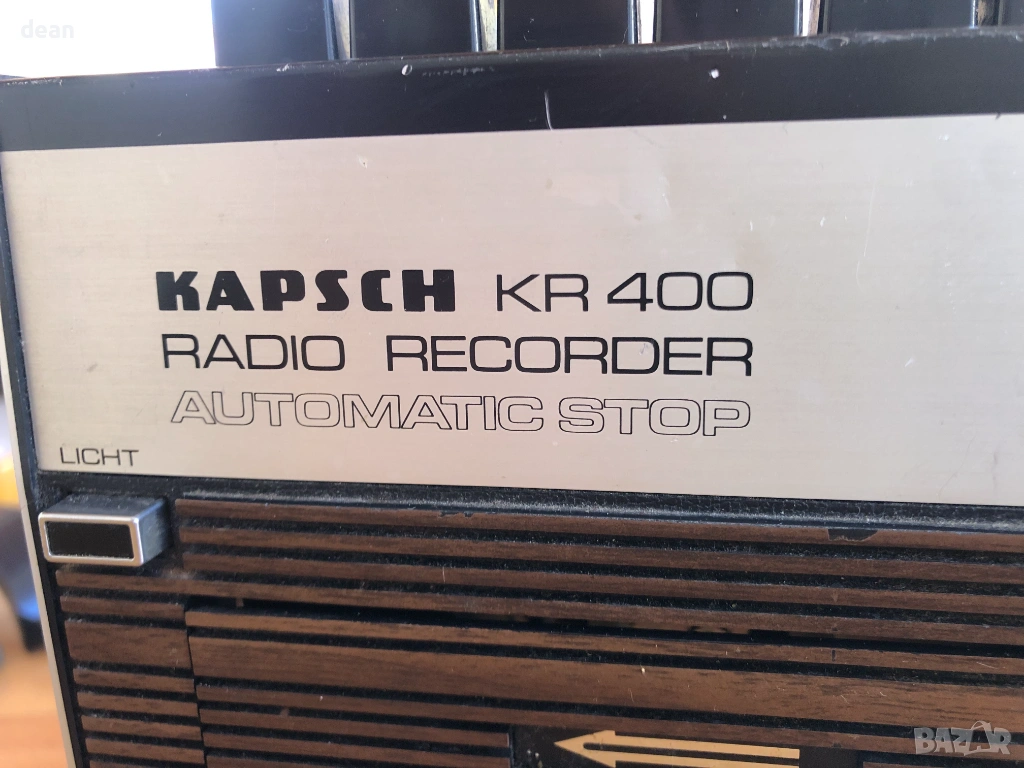 dean
KAPSCH KR 400
RADIO RECORDER
AUTOMATIC STOP
LICHT
BAZAR